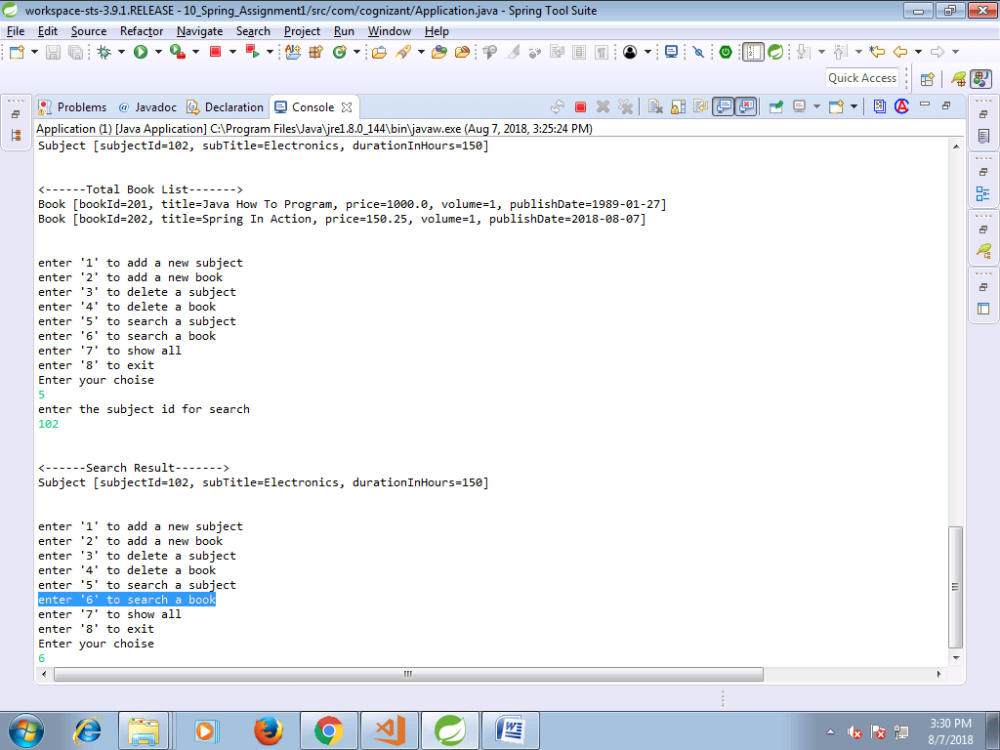 workspace-sts-3.9.1.RELEASE - 10_Spring_Assignment1/src/com/cognizant/Application.java - Spring Tool Suite
File Edit Source Refactor Navigate Search Project Run Window Help
Quick Access
Problems @ Javadoc Declaration Console
Application (1) [Java Application] C:\Program Files\Java\jre1.8.0_144\bin\javaw.exe (Aug 7, 2018, 3:25:24 PM)
Subject [subjectId=102, subTitle=Electronics, durationInHours=150]
<------Total Book List------->
Book [bookId=201, title=Java How To Program, price=1000.0, volume=1, publishDate=1989-01-27]
Book [bookId=202, title=Spring In Action, price=150.25, volume=1, publishDate=2018-08-07]
enter '1' to add a new subject
enter '2' to add a new book
enter '3' to delete a subject
enter '4' to delete a book
enter '5' to search a subject
enter '6' to search a book
enter '7' to show all
enter '8' to exit
Enter your choise
5
enter the subject id for search
102
<------Search Result------->
Subject [subjectId=102, subTitle=Electronics, durationInHours=150]
enter '1' to add a new subject
enter '2' to add a new book
enter '3' to delete a subject
enter '4' to delete a book
enter '5' to search a subject
enter '6' to search a book
enter '7' to show all
enter '8' to exit
Enter your choise
6
3:30 PM
8/7/2018